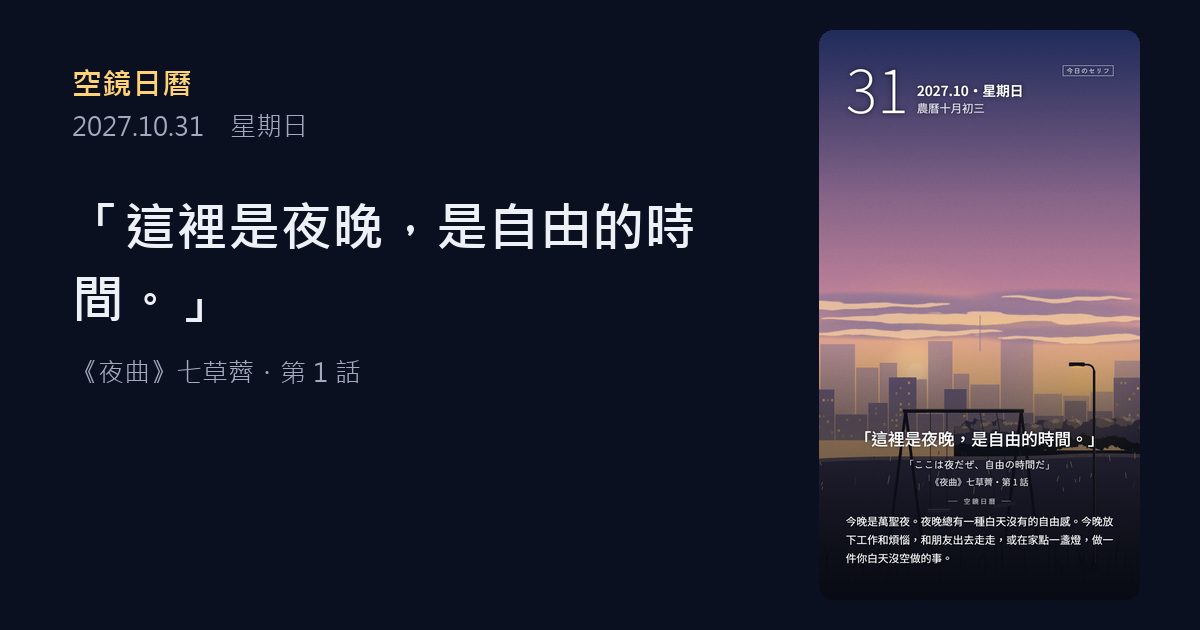 空鏡日曆
2027.10.31 星期日
「這裡是夜晚，是自由的時
間。」
《夜曲》七草薺・第 1 話
31
2027.10・星期日
農曆十月初三
今日のセリフ
「這裡是夜晚，是自由的時間。」
「ここは夜だぜ、自由の時間だ」
《夜曲》七草薺・第 1 話
— 空鏡日曆 —
今晚是萬聖夜。夜晚總有一種白天沒有的自由感。今晚放
下工作和煩惱，和朋友出去走走，或在家點一盞燈，做一
件你白天沒空做的事。